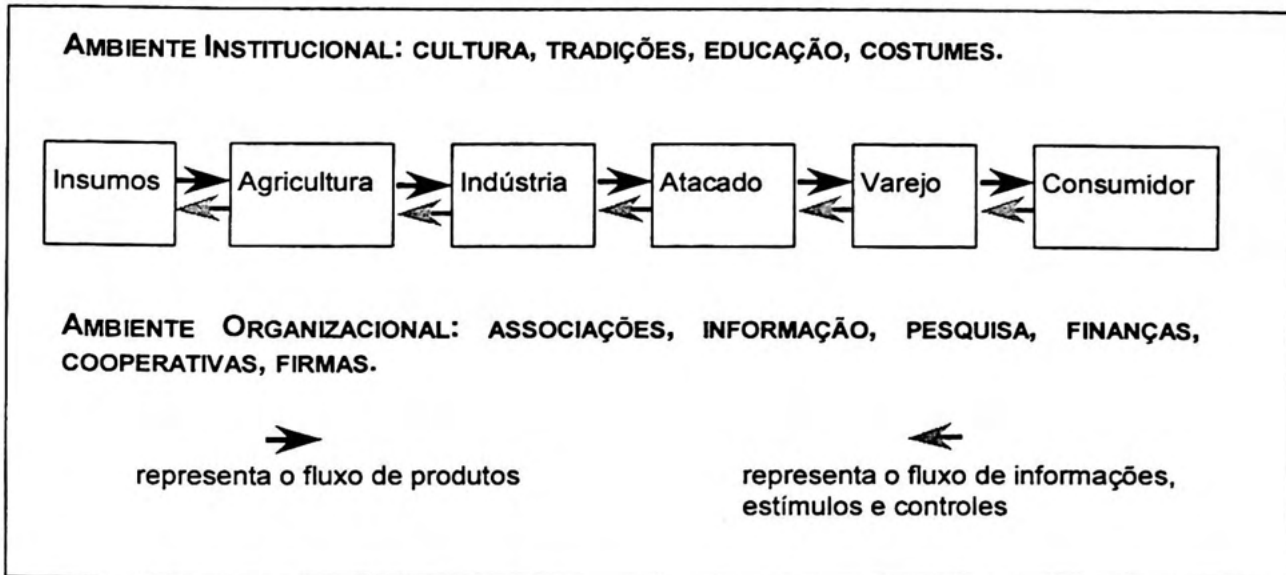 AMBIENTE INSTITUCIONAL: CULTURA, TRADIÇÕES, EDUCAÇÃO, COSTUMES.
Insumos Agricultura Indústria Atacado Varejo Consumidor
AMBIENTE ORGANIZACIONAL: ASSOCIAÇÕES, INFORMAÇÃO, PESQUISA, FINANÇAS,
COOPERATIVAS, FIRMAS.
representa o fluxo de produtos
representa o fluxo de informações,
estímulos e controles